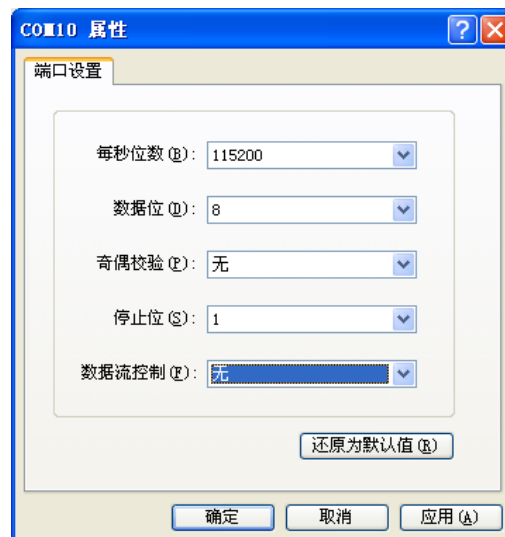 COM10 属性
端口设置
每秒位数(B): 115200
数据位(D): 8
奇偶校验(P): 无
停止位(S): 1
数据流控制(F): 无
还原为默认值(R)
确定 取消 应用(A)